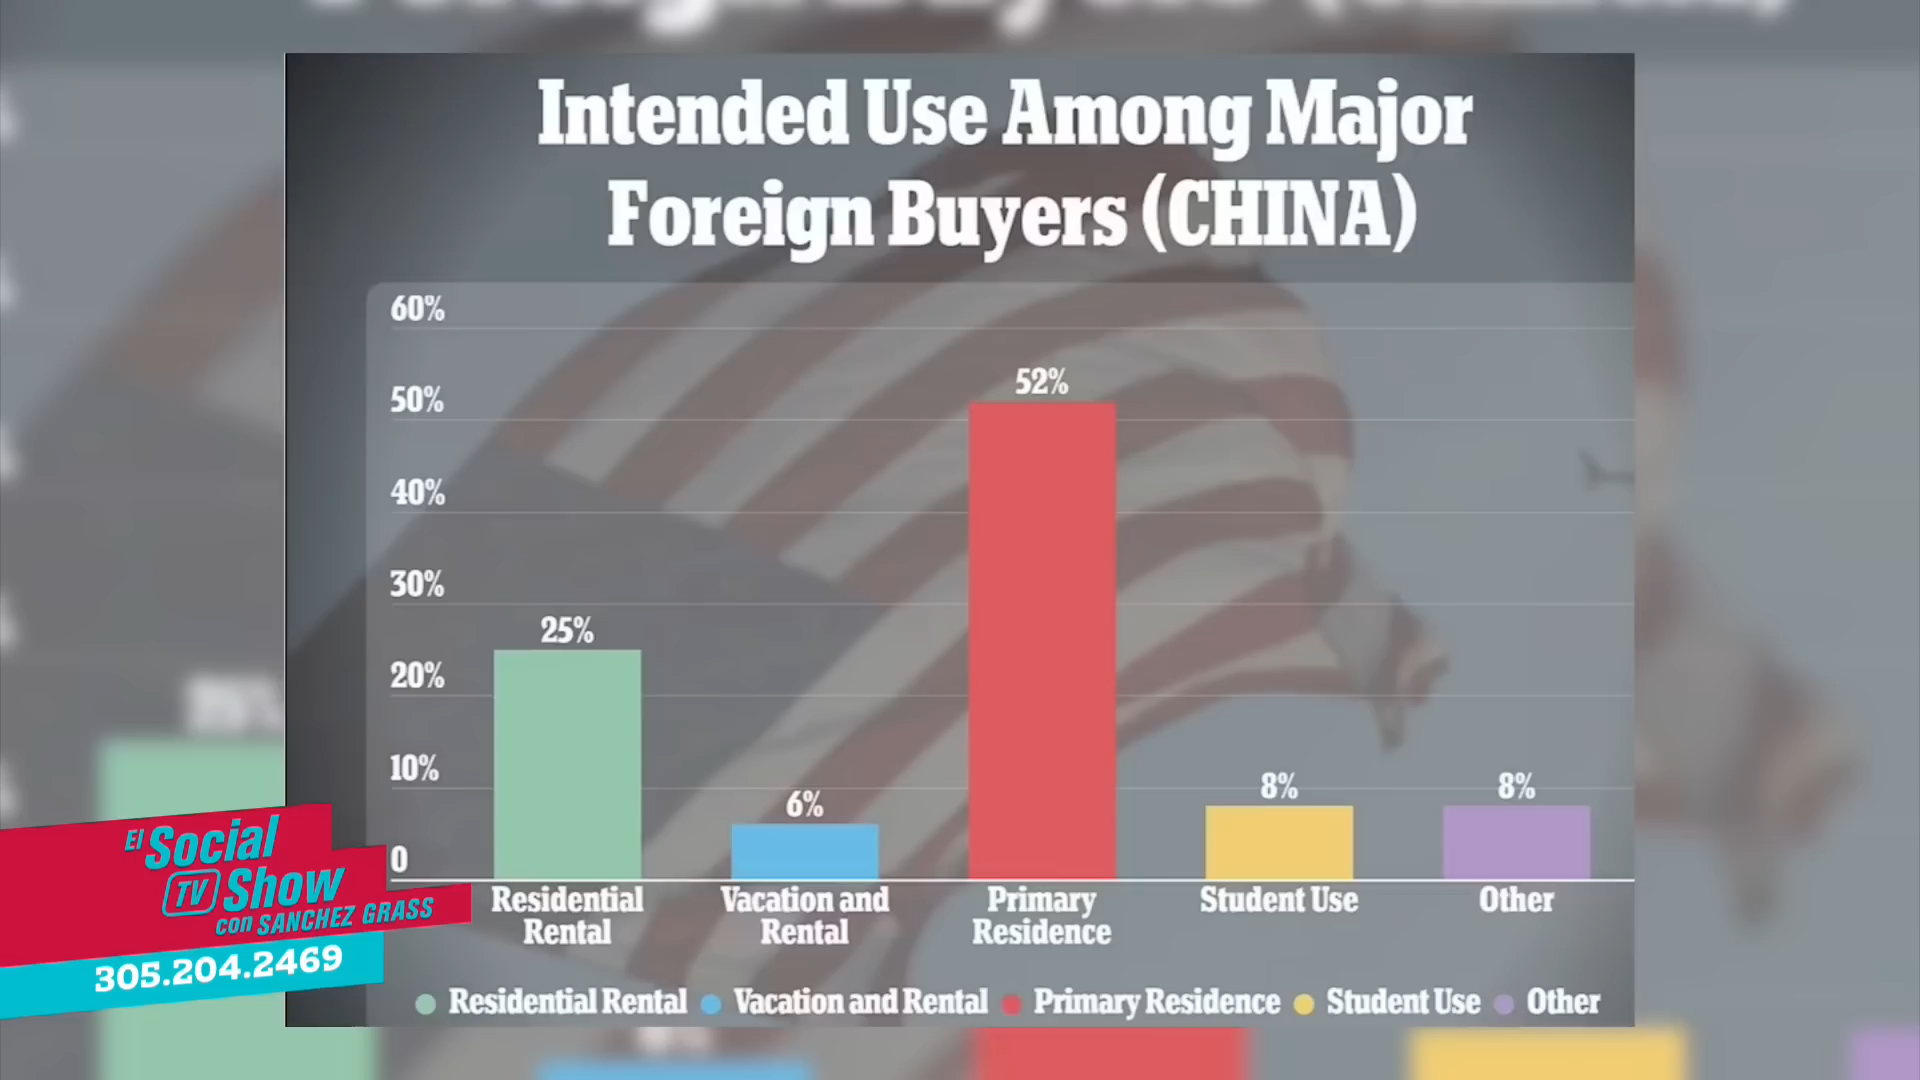 Intended Use Among Major
Foreign Buyers (CHINA)
60%
50%
40%
30%
20%
10%
0
25%
6%
52%
8%
8%
Residential
Rental
Vacation and
Rental
Primary
Residence
Student Use
Other
Residential Rental Vacation and Rental Primary Residence Student Use Other
El Social
TV Show
con SANCHEZ GRASS
305.204.2469